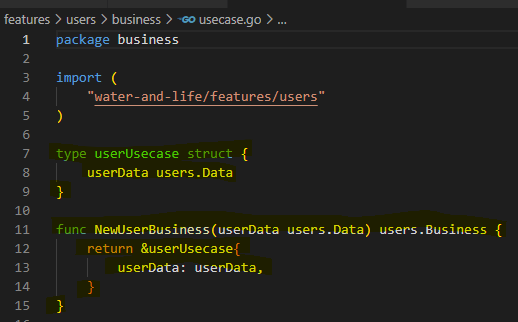 features > users > business > usecase.go > ...
1 package business
2
3 import (
4     "water-and-life/features/users"
5 )
6
7 type userUsecase struct {
8     userData users.Data
9 }
10
11 func NewUserBusiness(userData users.Data) users.Business {
12     return &userUsecase{
13         userData: userData,
14     }
15 }